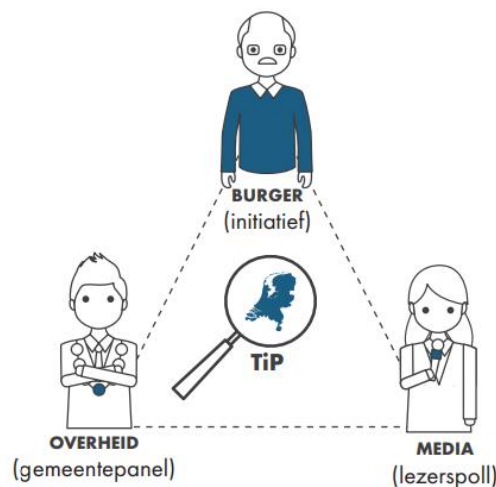 BURGER
(initiatief)
TiP
OVERHEID
(gemeentepanel)
MEDIA
(lezerspoll)